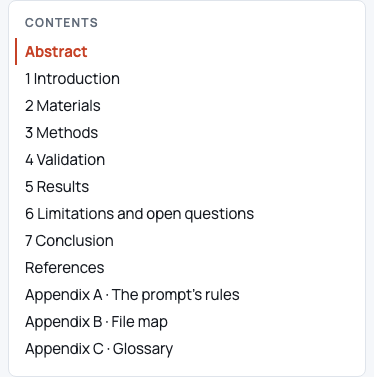 CONTENTS
Abstract
1 Introduction
2 Materials
3 Methods
4 Validation
5 Results
6 Limitations and open questions
7 Conclusion
References
Appendix A · The prompt's rules
Appendix B · File map
Appendix C · Glossary